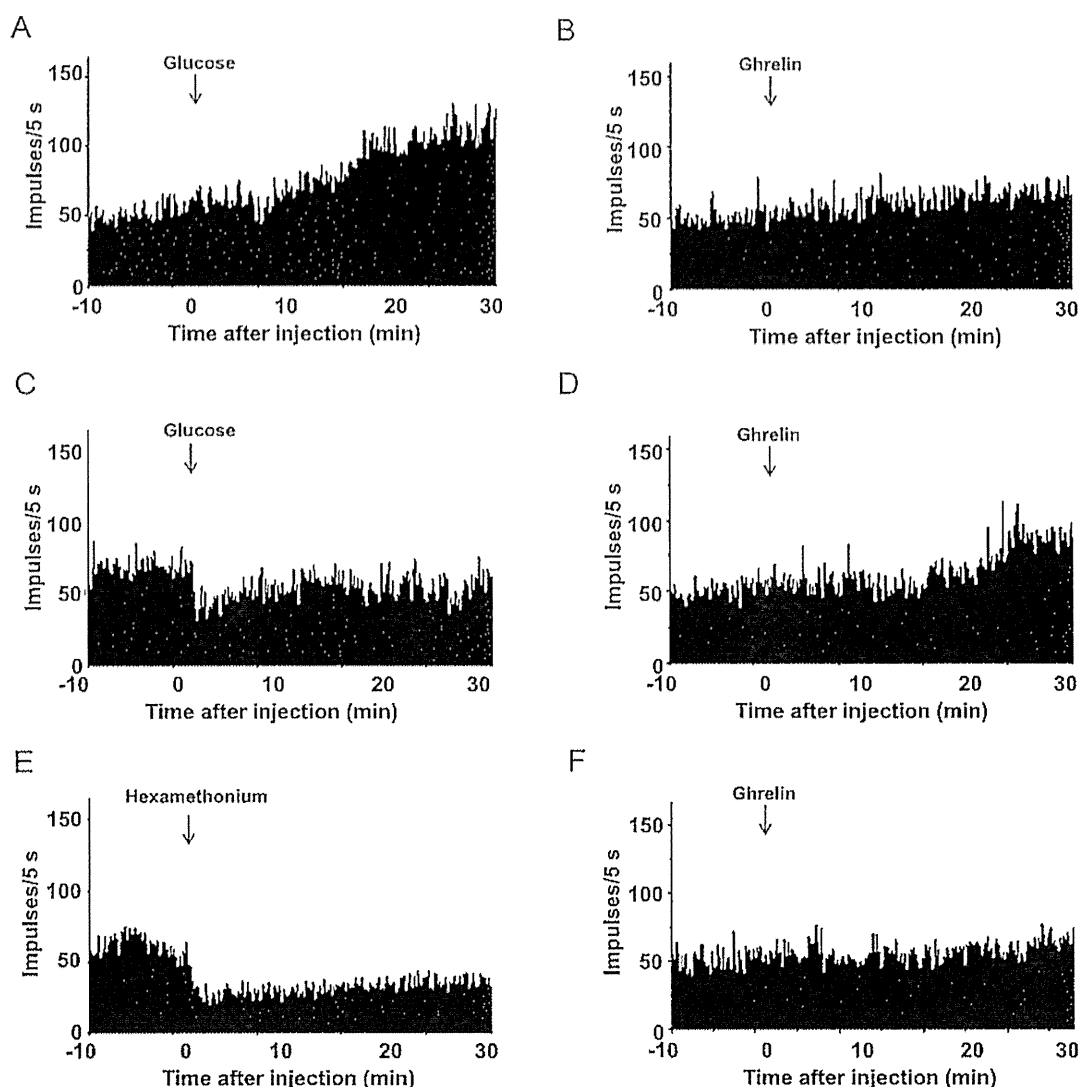 A
Glucose
150
100
50
0
Impulses/5 s
-10 0 10 20 30
Time after injection (min)
B
Ghrelin
150
100
50
0
Impulses/5 s
-10 0 10 20 30
Time after injection (min)
C
Glucose
150
100
50
0
Impulses/5 s
-10 0 10 20 30
Time after injection (min)
D
Ghrelin
150
100
50
0
Impulses/5 s
-10 0 10 20 30
Time after injection (min)
E
Hexamethonium
150
100
50
0
Impulses/5 s
-10 0 10 20 30
Time after injection (min)
F
Ghrelin
150
100
50
0
Impulses/5 s
-10 0 10 20 30
Time after injection (min)